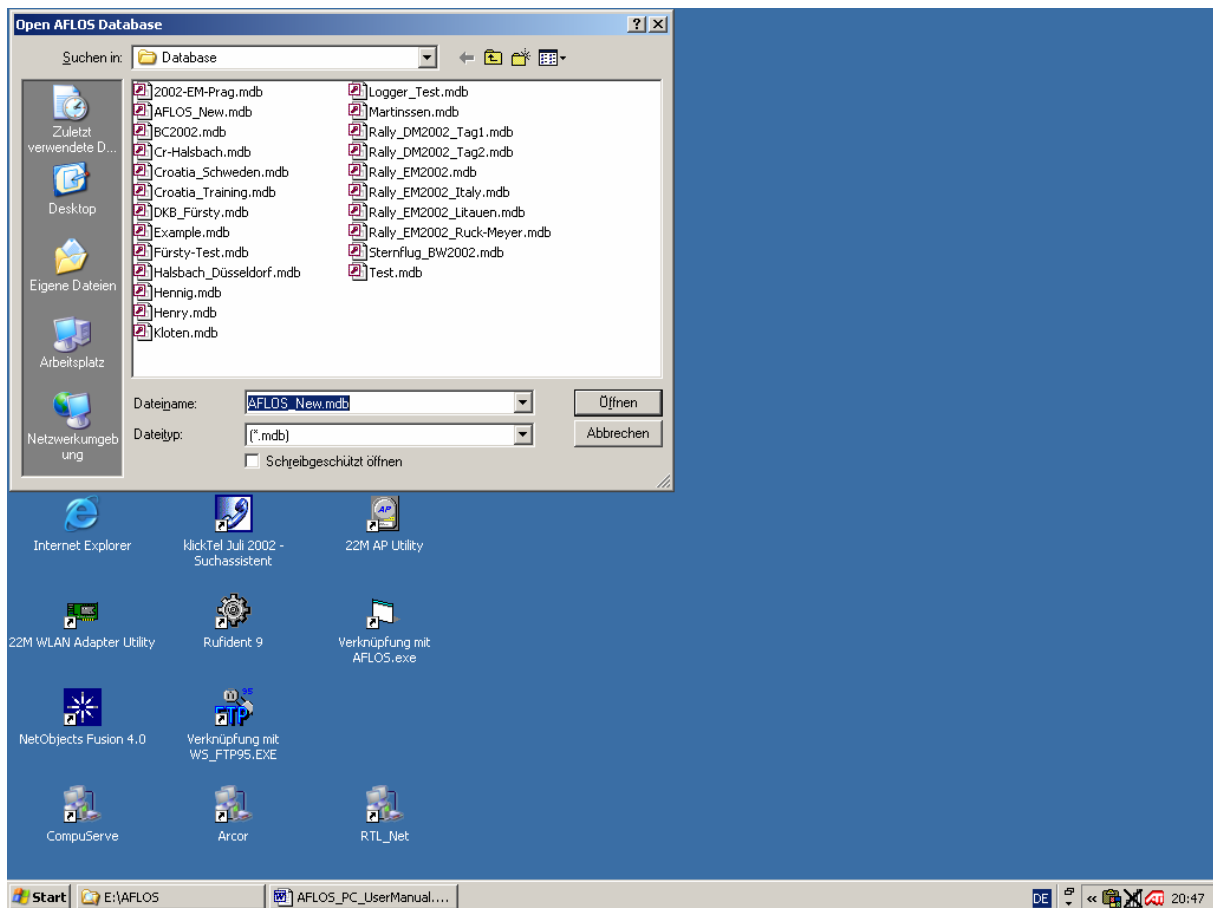 Open AFLOS Database
Suchen in:
Database
Zuletzt
verwendete D...
Desktop
Eigene Dateien
Arbeitsplatz
Netzwerkumgeb
ung
2002-EM-Prag.mdb
AFLOS_New.mdb
BC2002.mdb
Cr-Halsbach.mdb
Croatia_Schweden.mdb
Croatia_Training.mdb
DKB_Fürsty.mdb
Example.mdb
Fürsty-Test.mdb
Halsbach_Düsseldorf.mdb
Hennig.mdb
Henry.mdb
Kloten.mdb
Logger_Test.mdb
Martinssen.mdb
Rally_DM2002_Tag1.mdb
Rally_DM2002_Tag2.mdb
Rally_EM2002.mdb
Rally_EM2002_Italy.mdb
Rally_EM2002_Litauen.mdb
Rally_EM2002_Ruck-Meyer.mdb
Sternflug_BW2002.mdb
Test.mdb
Dateiname:
AFLOS_New.mdb
Öffnen
Dateityp:
(*.mdb)
Abbrechen
Schreibgeschützt öffnen
Internet Explorer
klickTel Juli 2002 -
Suchassistent
AP
22M AP Utility
22M WLAN Adapter Utility
Rufident 9
Verknüpfung mit
AFLOS.exe
NetObjects Fusion 4.0
95
FTP
Verknüpfung mit
WS_FTP95.EXE
CompuServe
Arcor
RTL_Net
Start
E:\AFLOS
AFLOS_PC_UserManual....
DE
20:47